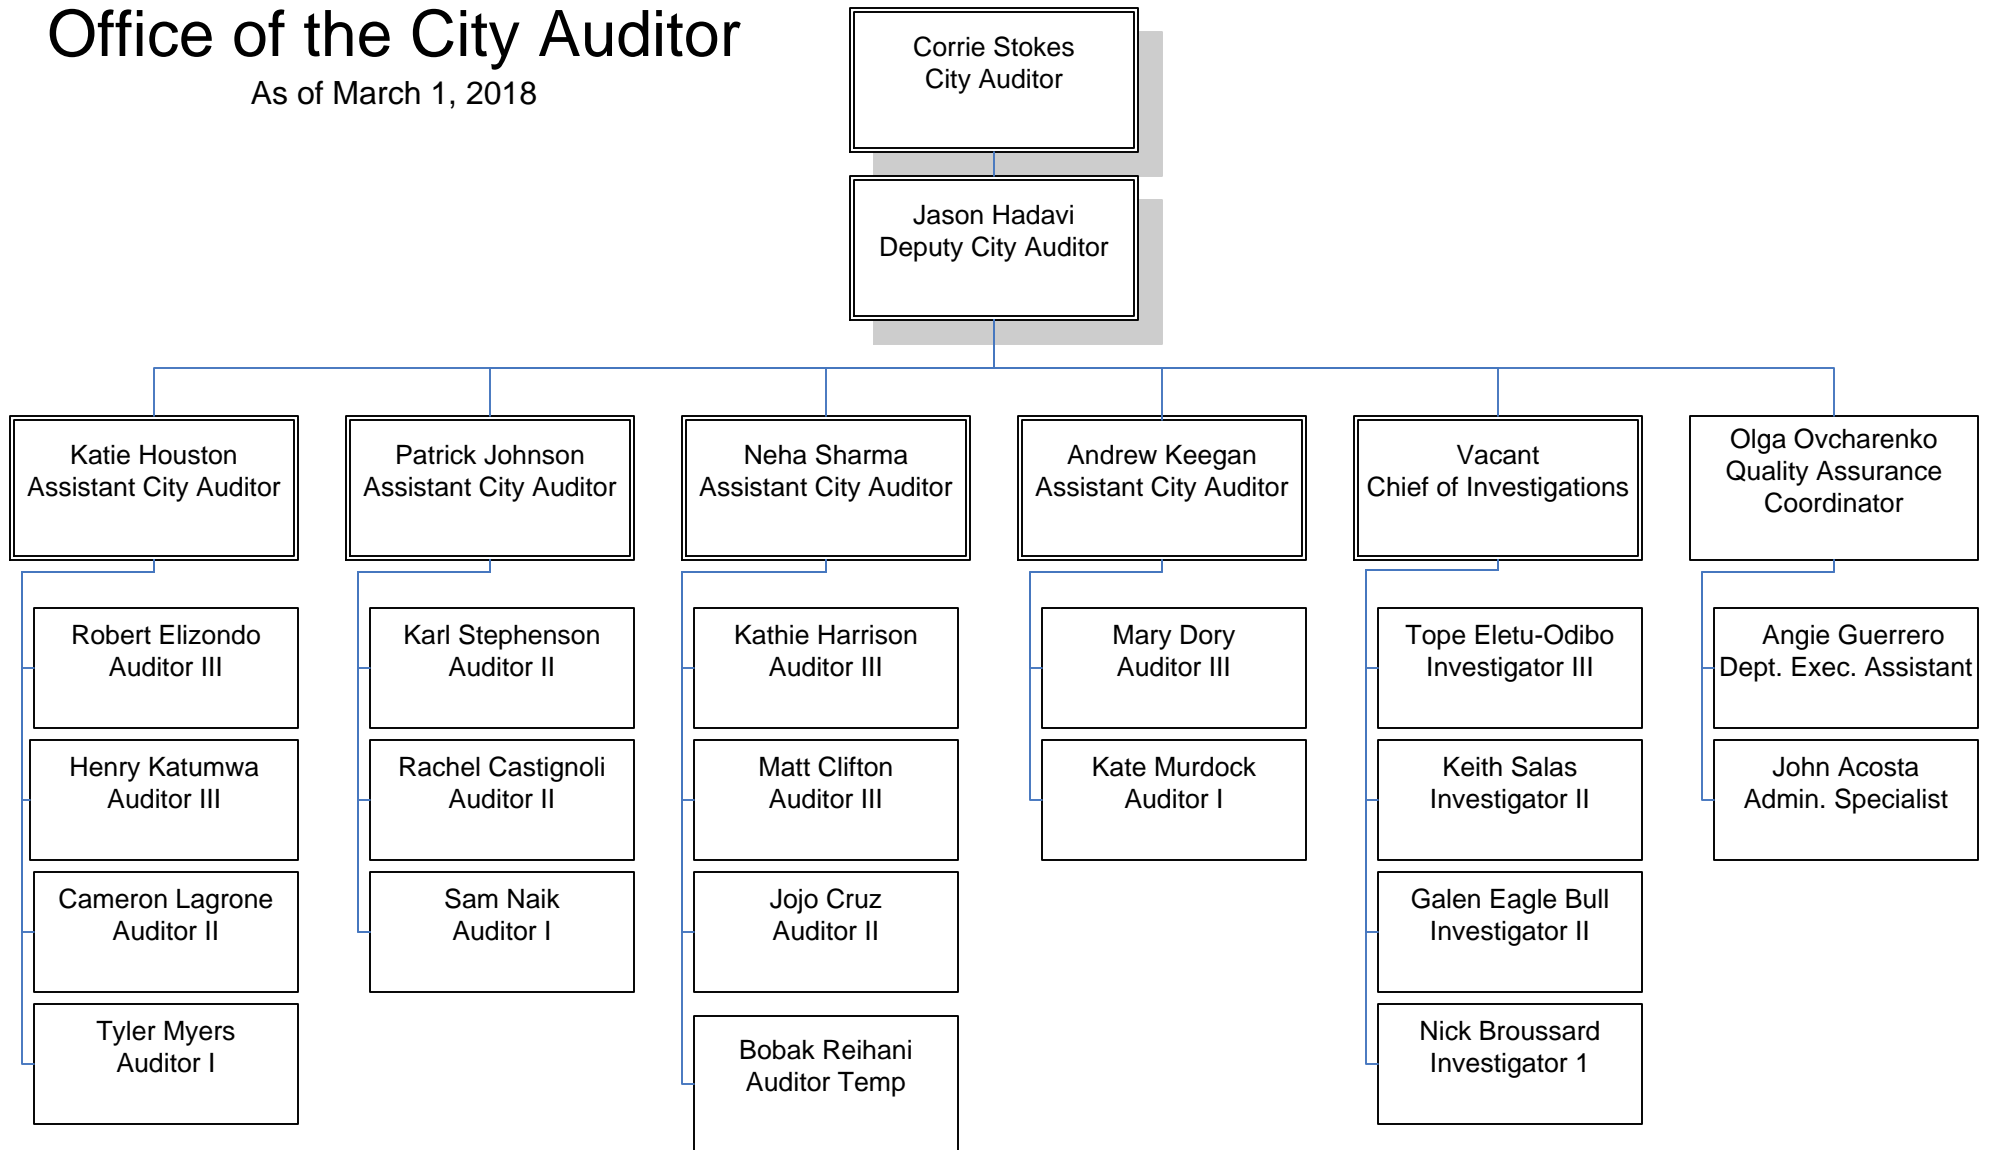 Office of the City Auditor
As of March 1, 2018
Corrie Stokes
City Auditor
Jason Hadavi
Deputy City Auditor
Katie Houston
Assistant City Auditor
Patrick Johnson
Assistant City Auditor
Neha Sharma
Assistant City Auditor
Andrew Keegan
Assistant City Auditor
Vacant
Chief of Investigations
Olga Ovcharenko
Quality Assurance
Coordinator
Robert Elizondo
Auditor III
Henry Katumwa
Auditor III
Cameron Lagrone
Auditor II
Tyler Myers
Auditor I
Karl Stephenson
Auditor II
Rachel Castignoli
Auditor II
Sam Naik
Auditor I
Kathie Harrison
Auditor III
Matt Clifton
Auditor III
Jojo Cruz
Auditor II
Bobak Reihani
Auditor Temp
Mary Dory
Auditor III
Kate Murdock
Auditor I
Tope Eletu-Odibo
Investigator III
Keith Salas
Investigator II
Galen Eagle Bull
Investigator II
Nick Broussard
Investigator 1
Angie Guerrero
Dept. Exec. Assistant
John Acosta
Admin. Specialist